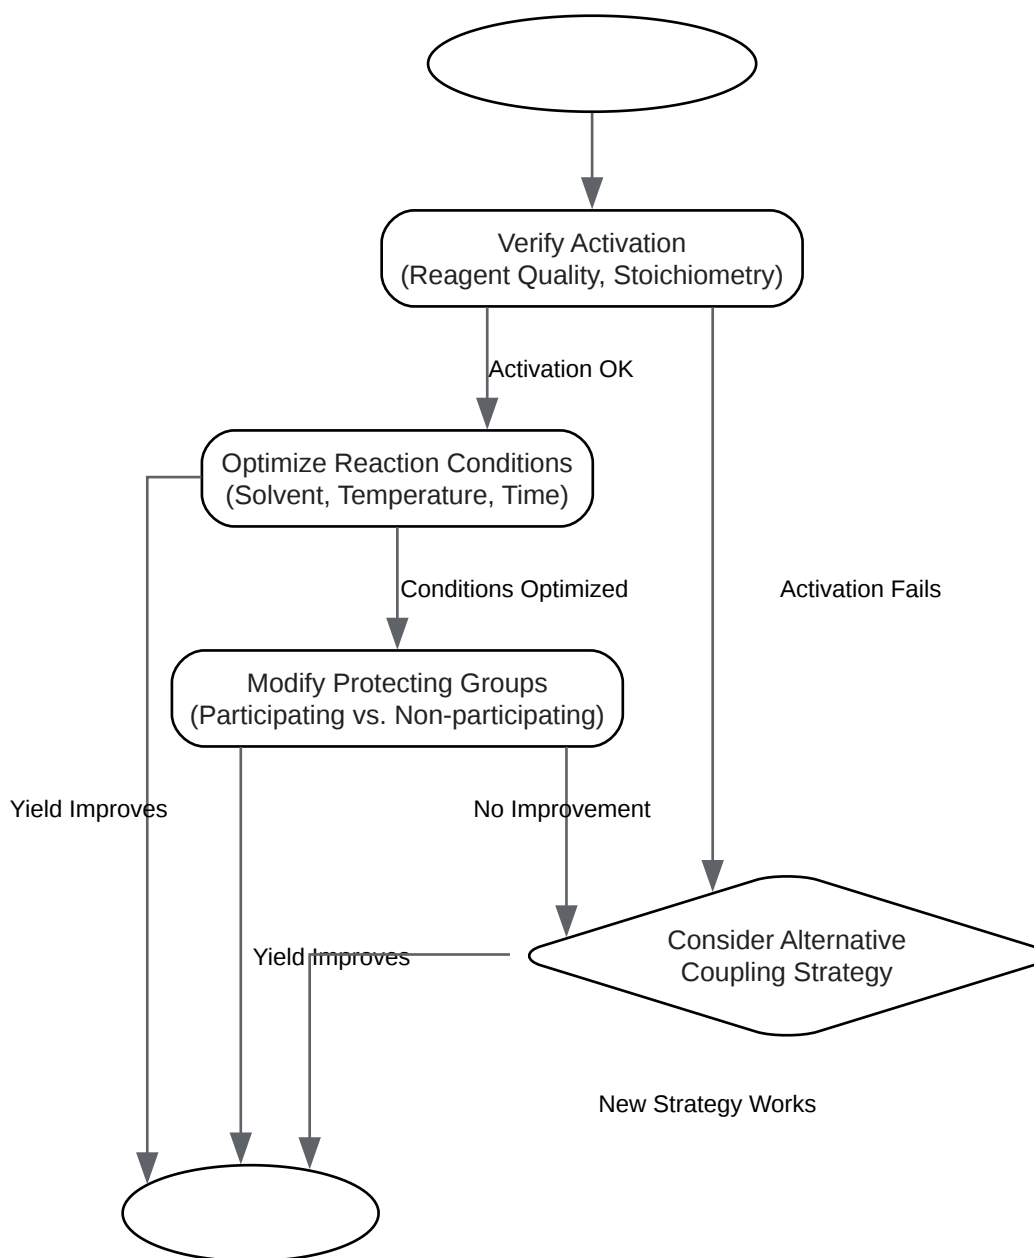 Verify Activation
(Reagent Quality, Stoichiometry)
Activation OK
Optimize Reaction Conditions
(Solvent, Temperature, Time)
Conditions Optimized
Activation Fails
Modify Protecting Groups
(Participating vs. Non-participating)
Yield Improves
No Improvement
Consider Alternative
Coupling Strategy
Yield Improves
New Strategy Works